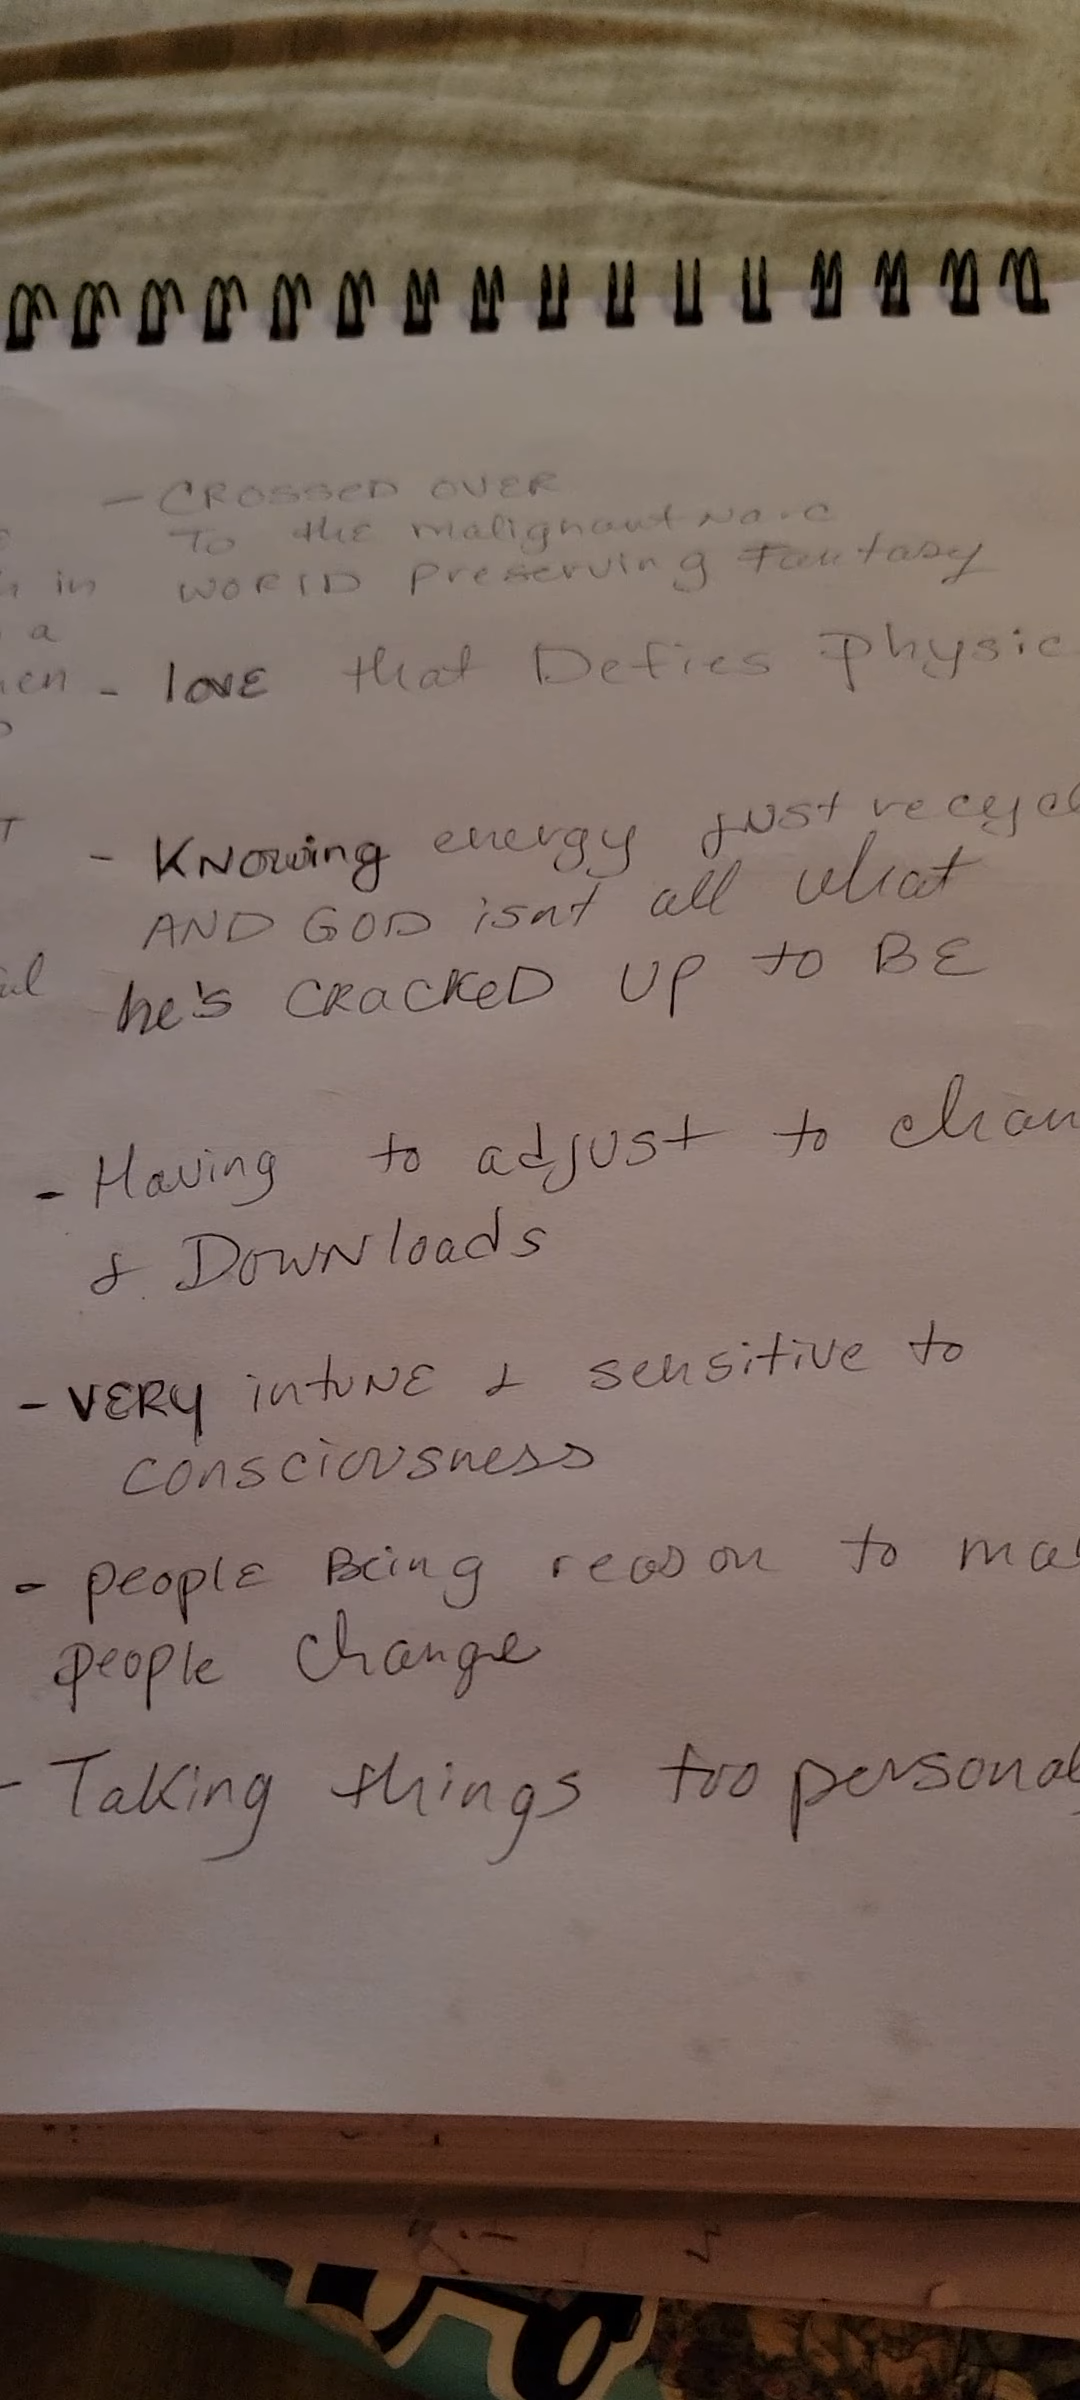 - CROSSED OVER
TO the malignant Narc
in WORlD Preserving Fantasy
a
- lOVE that Defies Physic
- KNowing energy just recycl
AND GOD isnt all what
he's CRacKeD UP to BE
- Having to adjust to chan
& DOWNloads
- VERY intuNE & sensitive to
consciousness
- PeoplE Being reason to ma
People Change
- Taking things too personal